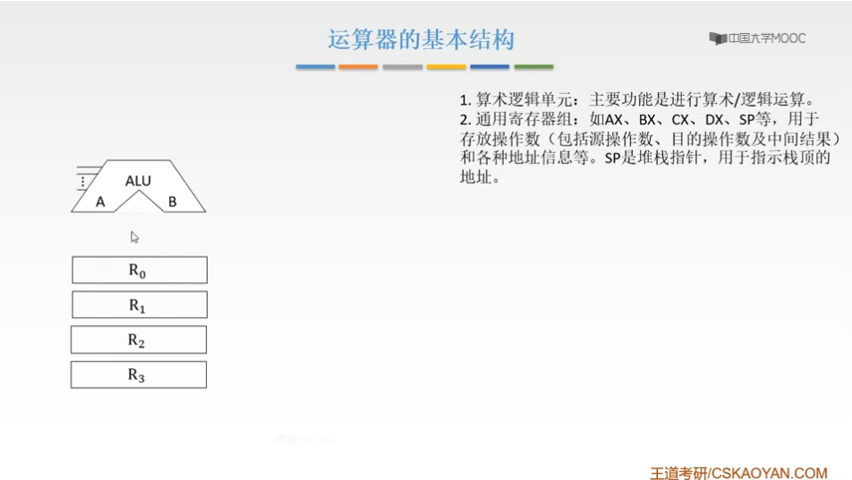 运算器的基本结构
中国大学MOOC
1. 算术逻辑单元：主要功能是进行算术/逻辑运算。
2. 通用寄存器组：如AX、BX、CX、DX、SP等，用于
存放操作数（包括源操作数、目的操作数及中间结果）
和各种地址信息等。SP是堆栈指针，用于指示栈顶的
地址。
ALU
A B
R₀
R₁
R₂
R₃
王道考研/CSKAOYAN.COM